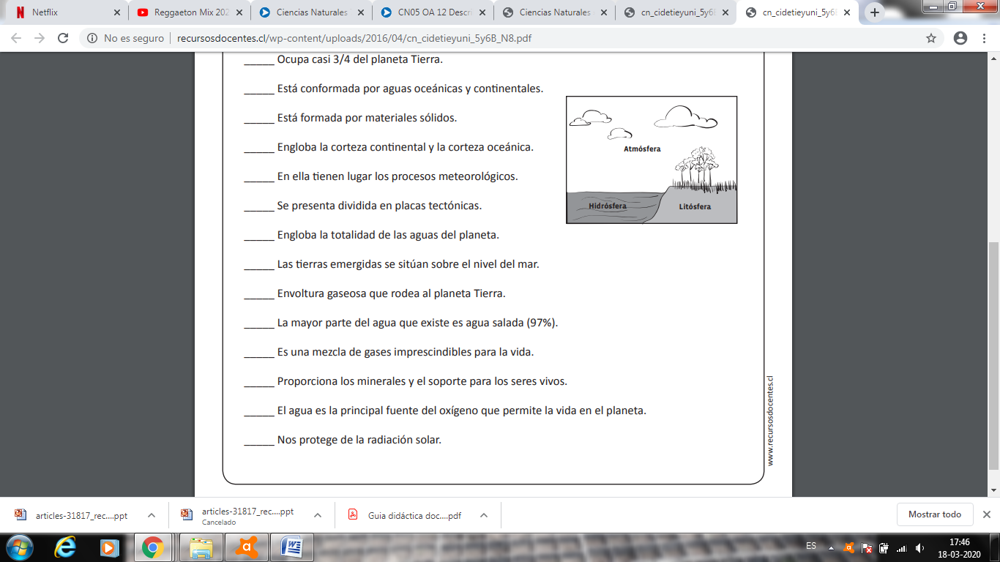 Netflix
Reggaeton Mix 202
Ciencias Naturales
CN05 OA 12 Descri
Ciencias Naturales
cn_cidetieyuni_5y6B
cn_cidetieyuni_5y6B
No es seguro | recursosdocentes.cl/wp-content/uploads/2016/04/cn_cidetieyuni_5y6B_N8.pdf
_____ Ocupa casi 3/4 del planeta Tierra.
_____ Está conformada por aguas oceánicas y continentales.
_____ Está formada por materiales sólidos.
_____ Engloba la corteza continental y la corteza oceánica.
_____ En ella tienen lugar los procesos meteorológicos.
_____ Se presenta dividida en placas tectónicas.
_____ Engloba la totalidad de las aguas del planeta.
_____ Las tierras emergidas se sitúan sobre el nivel del mar.
_____ Envoltura gaseosa que rodea al planeta Tierra.
_____ La mayor parte del agua que existe es agua salada (97%).
_____ Es una mezcla de gases imprescindibles para la vida.
_____ Proporciona los minerales y el soporte para los seres vivos.
_____ El agua es la principal fuente del oxígeno que permite la vida en el planeta.
_____ Nos protege de la radiación solar.
Atmósfera
Hidrósfera
Litósfera
www.recursosdocentes.cl
articles-31817_rec....ppt
articles-31817_rec....ppt
Cancelado
Guia didáctica doc....pdf
Mostrar todo
ES
17:46
18-03-2020